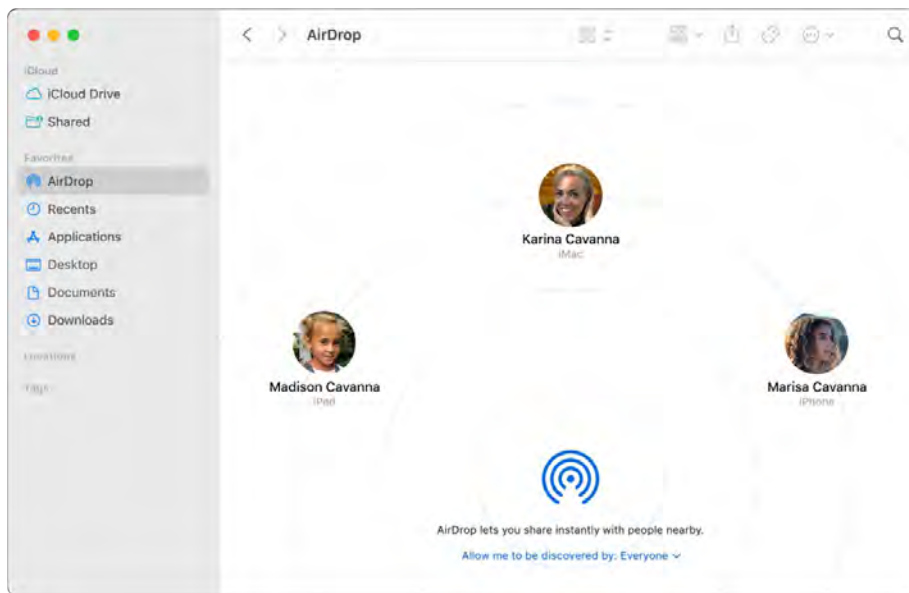 AirDrop
iCloud
iCloud Drive
Shared
Favorites
AirDrop
Recents
Applications
Desktop
Documents
Downloads
Locations
Tags
Karina Cavanna
iMac
Madison Cavanna
iPad
Marisa Cavanna
iPhone
AirDrop lets you share instantly with people nearby.
Allow me to be discovered by: Everyone